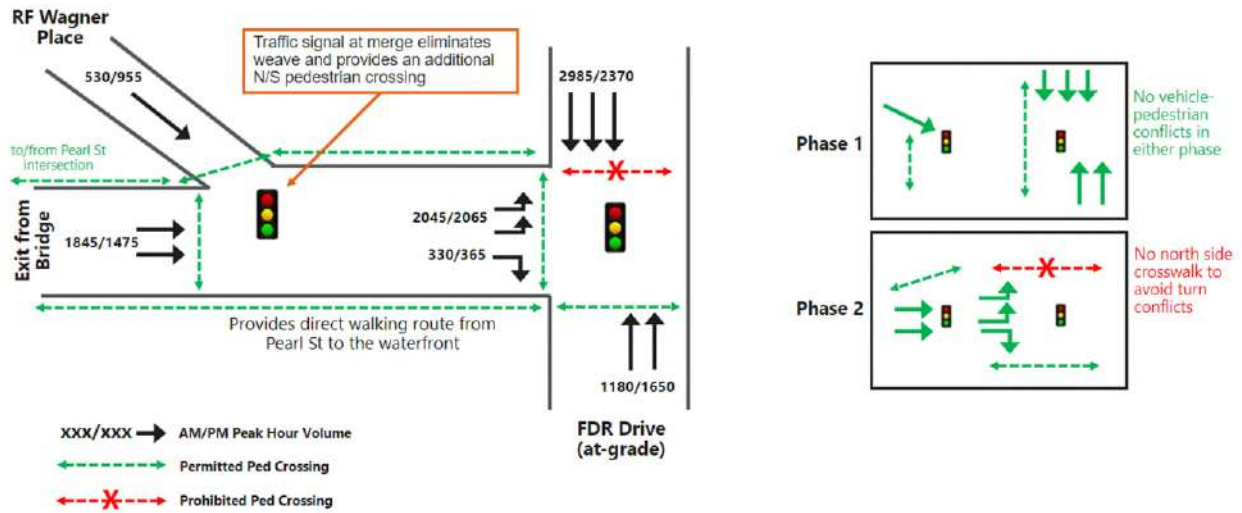 RF Wagner
Place
530/955
Traffic signal at merge eliminates
weave and provides an additional
N/S pedestrian crossing
2985/2370
to/from Pearl St
intersection
Exit from
Bridge
1845/1475
2045/2065
330/365
Provides direct walking route from
Pearl St to the waterfront
1180/1650
FDR Drive
(at-grade)
XXX/XXX AM/PM Peak Hour Volume
Permitted Ped Crossing
X Prohibited Ped Crossing
Phase 1
No vehicle-
pedestrian
conflicts in
either phase
Phase 2
No north side
crosswalk to
avoid turn
conflicts